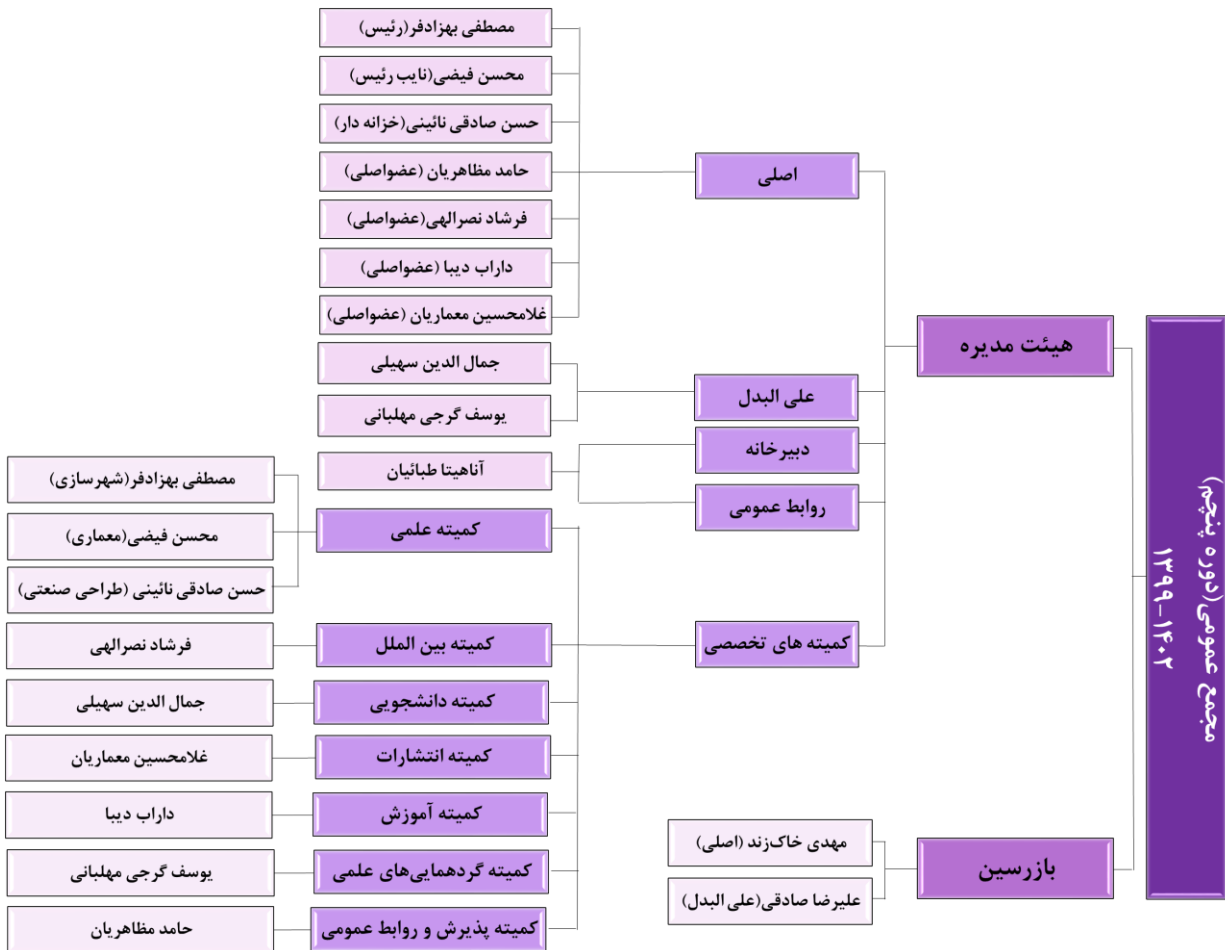 مجمع عمومی(دوره پنجم)
۱۳۹۹-۱۴۰۲
هیئت مدیره
اصلی
مصطفی بهزادفر(رئیس)
محسن فیضی(نایب رئیس)
حسن صادقی نائینی(خزانه دار)
حامد مظاهریان (عضواصلی)
فرشاد نصرالهی(عضواصلی)
داراب دیبا (عضواصلی)
غلامحسین معماریان (عضواصلی)
علی البدل
جمال الدین سهیلی
یوسف گرجی مهلبانی
دبیرخانه
روابط عمومی
آناهیتا طبائیان
کمیته های تخصصی
کمیته علمی
مصطفی بهزادفر(شهرسازی)
محسن فیضی(معماری)
حسن صادقی نائینی (طراحی صنعتی)
کمیته بین الملل
فرشاد نصرالهی
کمیته دانشجویی
جمال الدین سهیلی
کمیته انتشارات
غلامحسین معماریان
کمیته آموزش
داراب دیبا
کمیته گردهمایی‌های علمی
یوسف گرجی مهلبانی
کمیته پذیرش و روابط عمومی
حامد مظاهریان
بازرسین
مهدی خاک‌زند (اصلی)
علیرضا صادقی(علی البدل)